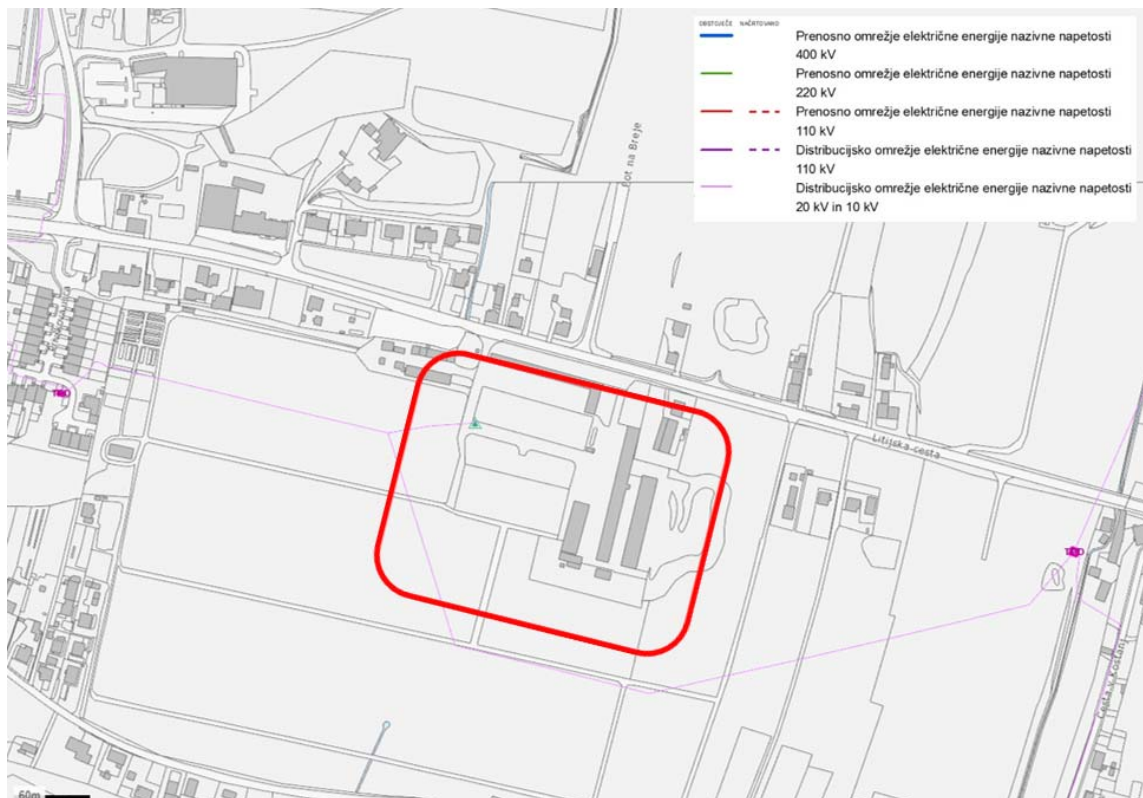 OBSTOJEČE NAČRTOVANO
Prenosno omrežje električne energije nazivne napetosti
400 kV
Prenosno omrežje električne energije nazivne napetosti
220 kV
Prenosno omrežje električne energije nazivne napetosti
110 kV
Distribucijsko omrežje električne energije nazivne napetosti
110 kV
Distribucijsko omrežje električne energije nazivne napetosti
20 kV in 10 kV
Pot na Breje
Litijska cesta
Cesta v Kostanj
60m